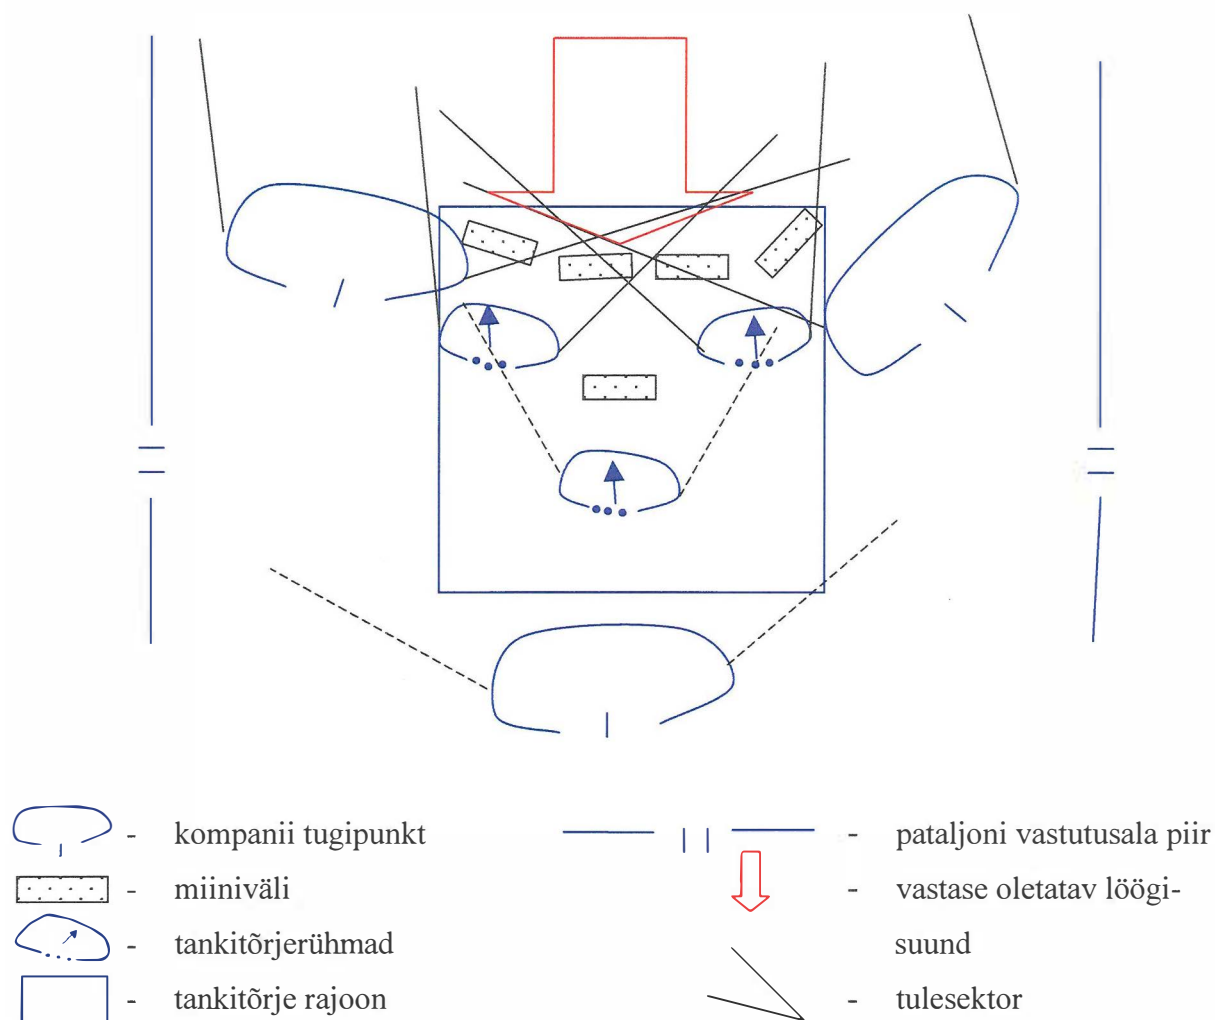 - kompanii tugipunkt
- miiniväli
- tankitõrjerühmad
- tankitõrje rajoon
- pataljoni vastutusala piir
- vastase oletatav löögi-
suund
- tulesektor